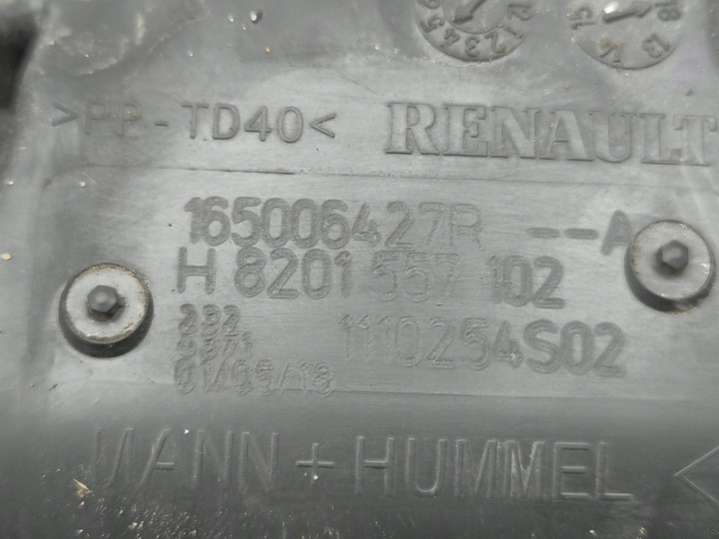 >PP-TD40< RENAULT
165006427R --A
H 8201 557 102
1110254S02
MANN + HUMMEL